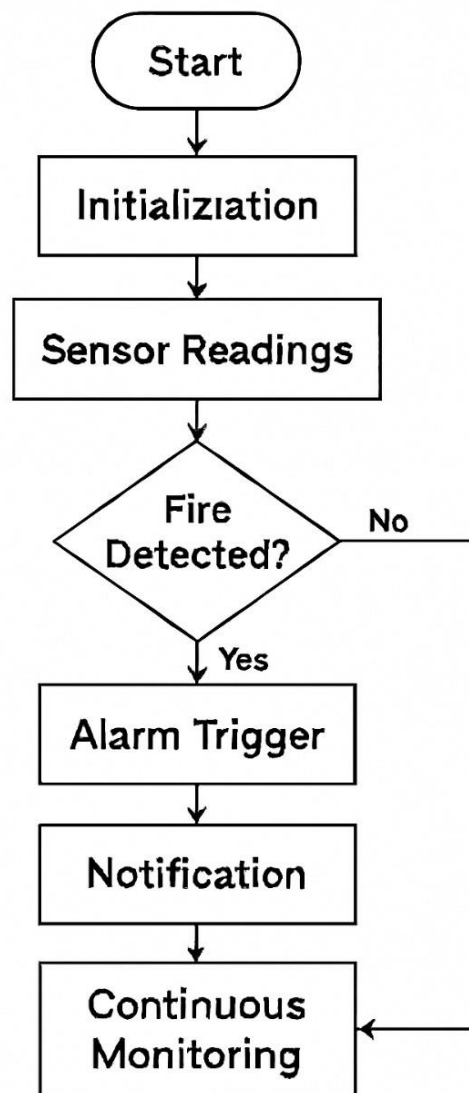 Start
Initializiation
Sensor Readings
Fire
Detected?
No
Yes
Alarm Trigger
Notification
Continuous
Monitoring